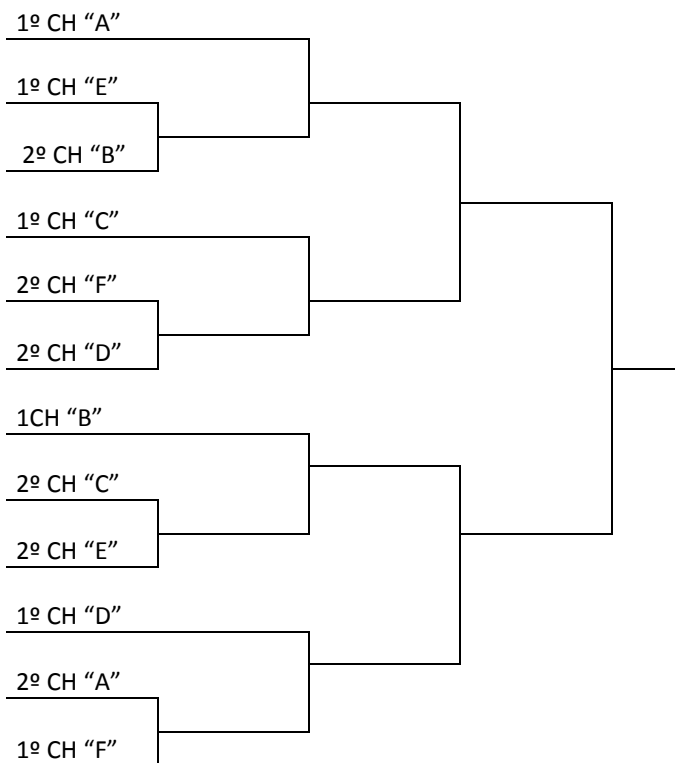 1º CH “A”
1º CH “E”
2º CH “B”
1º CH “C”
2º CH “F”
2º CH “D”
1CH “B”
2º CH “C”
2º CH “E”
1º CH “D”
2º CH “A”
1º CH “F”